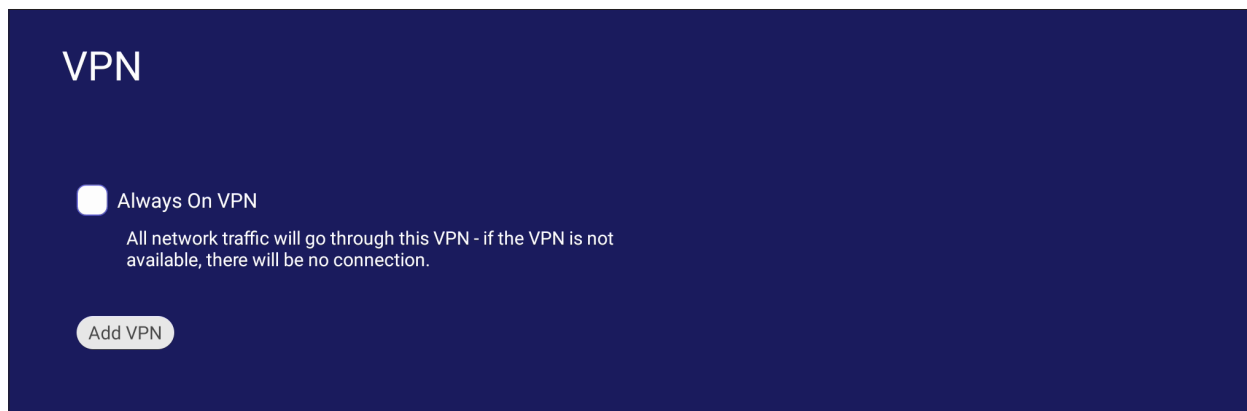 VPN
Always On VPN
All network traffic will go through this VPN - if the VPN is not
available, there will be no connection.
Add VPN